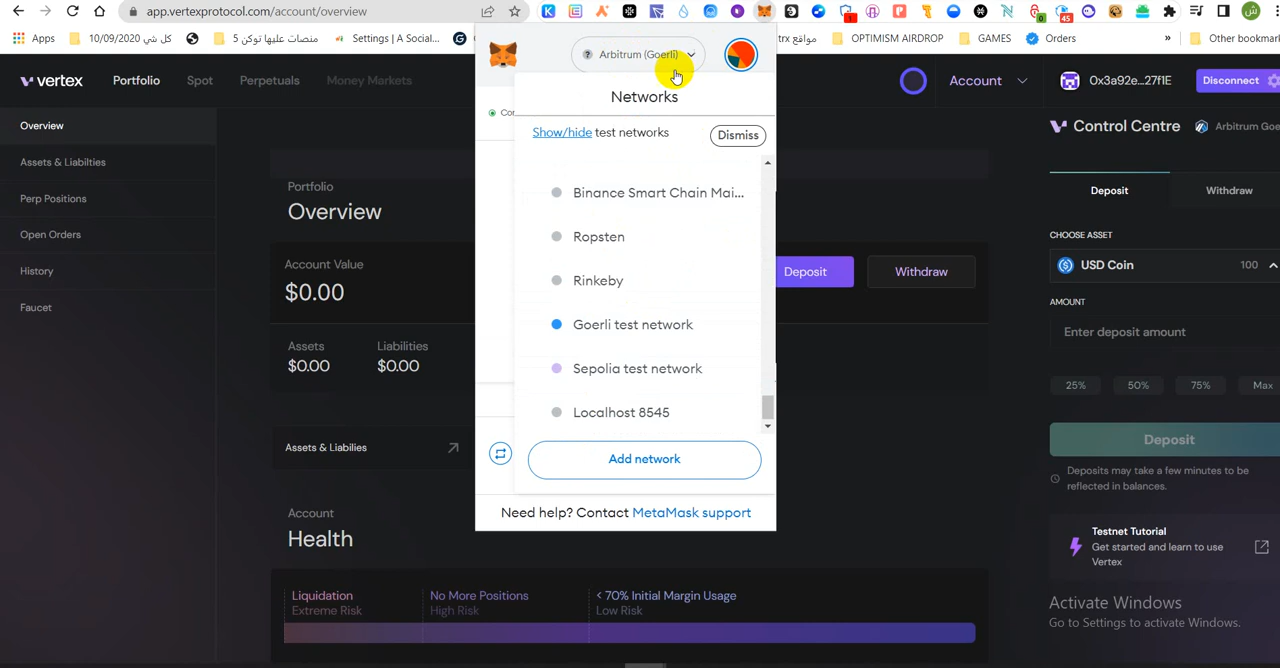 app.vertexprotocol.com/account/overview
0
45
Apps
كل شي 10/09/2020
منصات عليها توكن 5
Settings | A Social...
مواقع trx
OPTIMISM AIRDROP
GAMES
Orders
»
Other bookmar
vertex
Portfolio
Spot
Perpetuals
Money Markets
Account
0x3a92e...27f1E
Disconnect
Overview
Assets & Liabilties
Perp Positions
Open Orders
History
Faucet
Portfolio
Overview
Account Value
$0.00
Deposit
Withdraw
Assets
Liabilities
$0.00
$0.00
Assets & Liabilies
Account
Health
Liquidation
Extreme Risk
No More Positions
High Risk
< 70% Initial Margin Usage
Low Risk
Arbitrum (Goerli)
Networks
Show/hide test networks
Dismiss
Binance Smart Chain Mai...
Ropsten
Rinkeby
Goerli test network
Sepolia test network
Localhost 8545
Add network
Need help? Contact MetaMask support
Control Centre
Arbitrum Goe
Deposit
Withdraw
CHOOSE ASSET
USD Coin
100
AMOUNT
Enter deposit amount
25%
50%
75%
Max
Deposit
Deposits may take a few minutes to be
reflected in balances.
Testnet Tutorial
Get started and learn to use
Vertex
Activate Windows
Go to Settings to activate Windows.